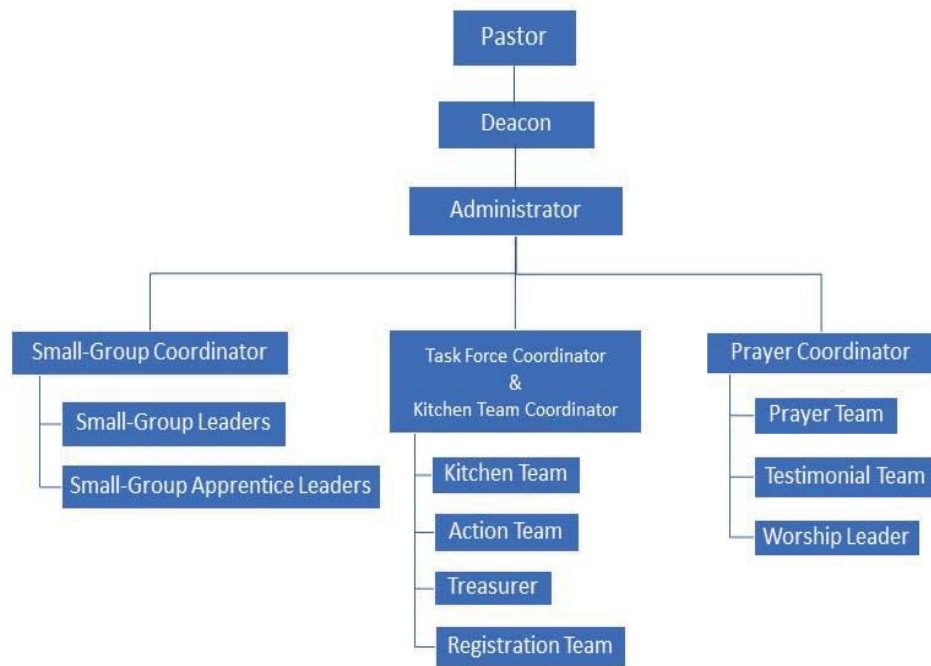 Pastor
Deacon
Administrator
Small-Group Coordinator
Small-Group Leaders
Small-Group Apprentice Leaders
Task Force Coordinator
&
Kitchen Team Coordinator
Kitchen Team
Action Team
Treasurer
Registration Team
Prayer Coordinator
Prayer Team
Testimonial Team
Worship Leader